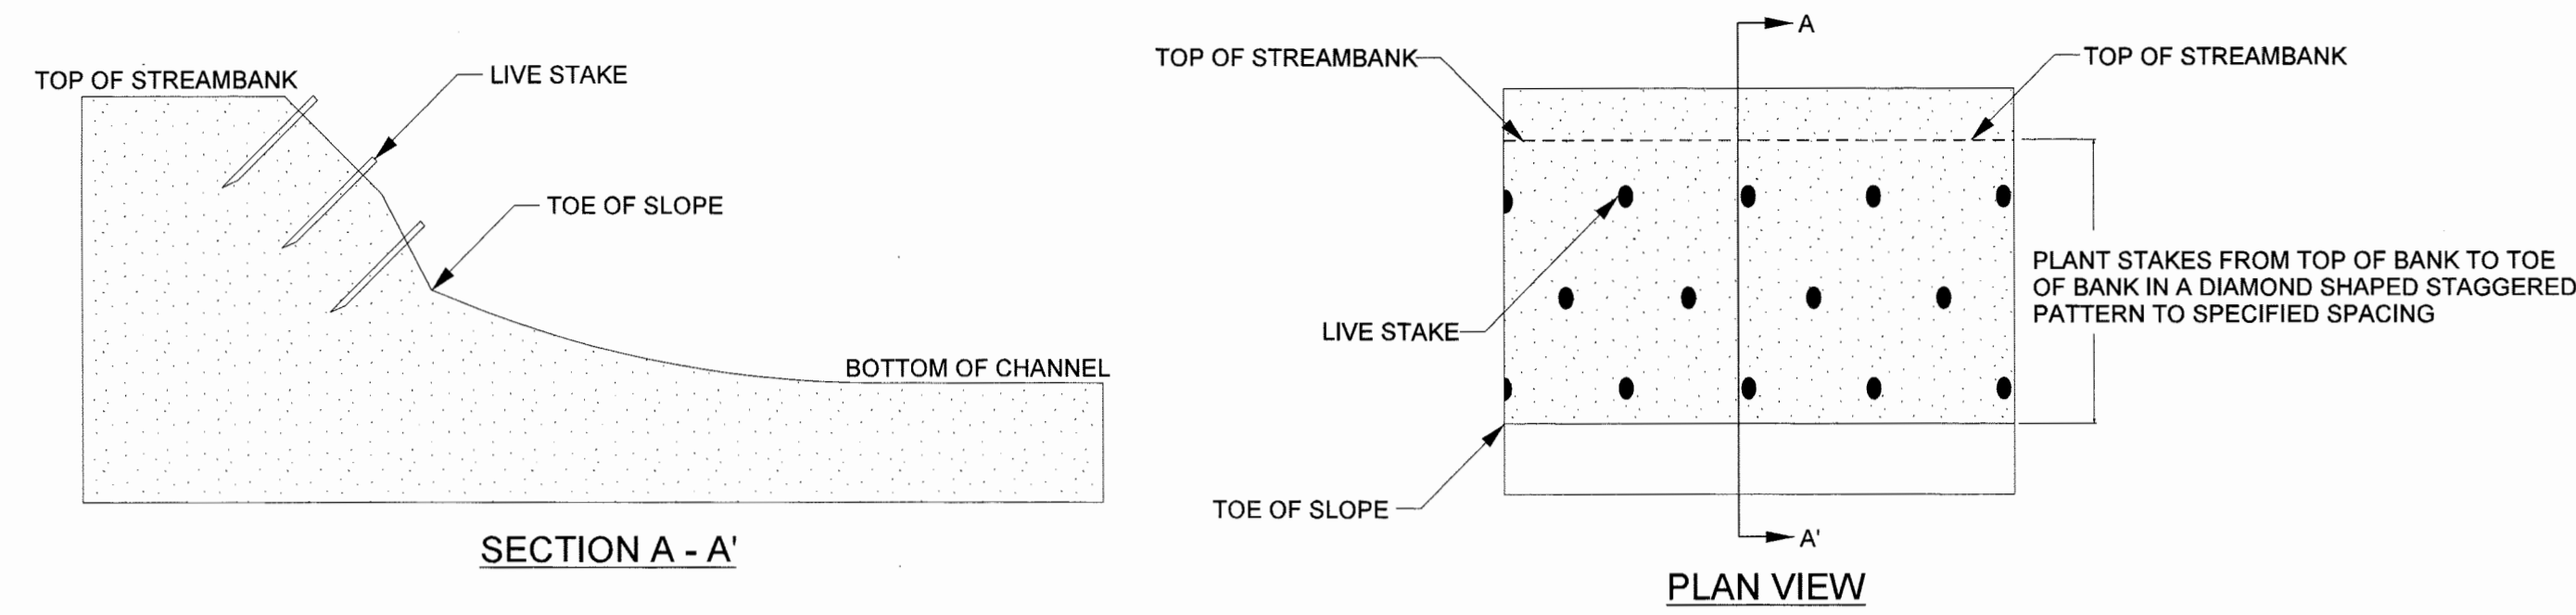 TOP OF STREAMBANK
LIVE STAKE
TOE OF SLOPE
BOTTOM OF CHANNEL
SECTION A - A'
A
TOP OF STREAMBANK
TOP OF STREAMBANK
PLANT STAKES FROM TOP OF BANK TO TOE
OF BANK IN A DIAMOND SHAPED STAGGERED
PATTERN TO SPECIFIED SPACING
LIVE STAKE
TOE OF SLOPE
A'
PLAN VIEW